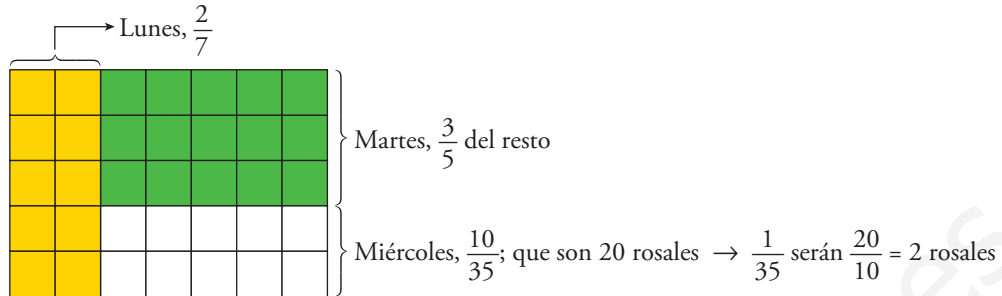 Lunes, 2/7
Martes, 3/5 del resto
Miércoles, 10/35; que son 20 rosales → 1/35 serán 20/10 = 2 rosales